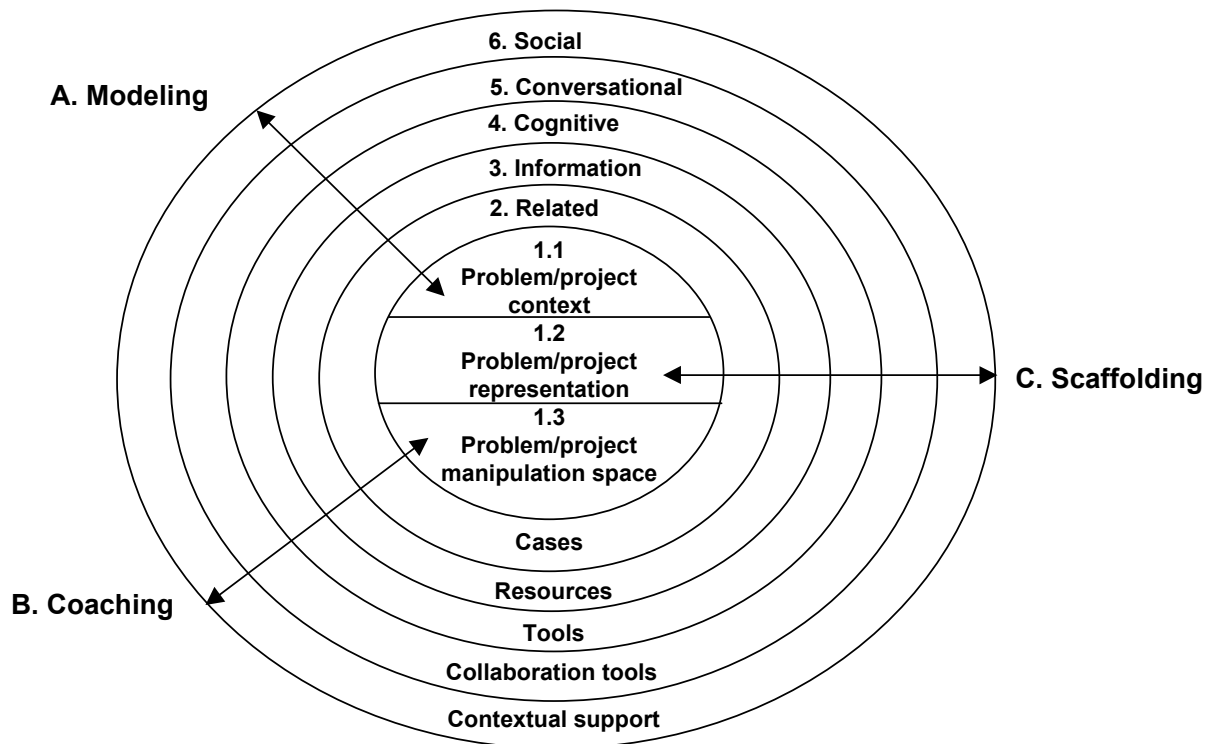 6. Social
A. Modeling
5. Conversational
4. Cognitive
3. Information
2. Related
1.1
Problem/project
context
1.2
Problem/project
representation
C. Scaffolding
1.3
Problem/project
manipulation space
Cases
Resources
B. Coaching
Tools
Collaboration tools
Contextual support